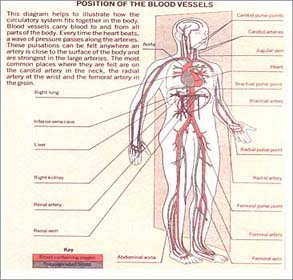 POSITION OF THE BLOOD VESSELS
This diagram helps to illustrate how the
circulatory system fits together in the body.
Blood vessels carry blood to and from all
parts of the body. Every time the heart beats,
a wave of pressure passes along the arteries.
These pulsations can be felt anywhere an
artery is close to the surface of the body and
are strongest in the large arteries. The most
common places where they are felt are on
the carotid artery in the neck, the radial
artery at the wrist and the femoral artery in
the groin.
Aorta
Right lung
Inferior vena cava
Liver
Right kidney
Renal artery
Renal vein
Abdominal aorta
Carotid pulse points
Carotid arteries
Jugular vein
Heart
Brachial pulse point
Brachial artery
Radial pulse point
Radial artery
Femoral pulse points
Femoral artery
Femoral vein
Key
Blood containing oxygen
Deoxygenated blood